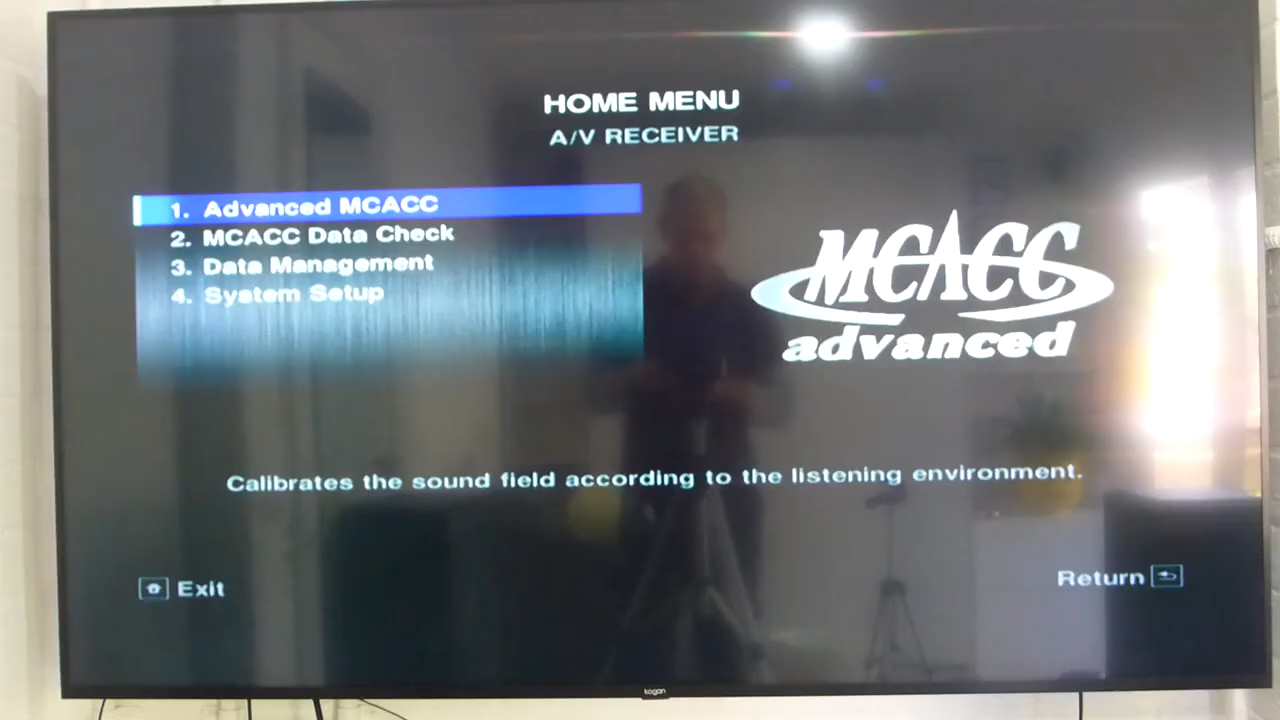 HOME MENU
A/V RECEIVER
1. Advanced MCACC
2. MCACC Data Check
3. Data Management
4. System Setup
MCACC
advanced
Calibrates the sound field according to the listening environment.
Exit
Return
kogan